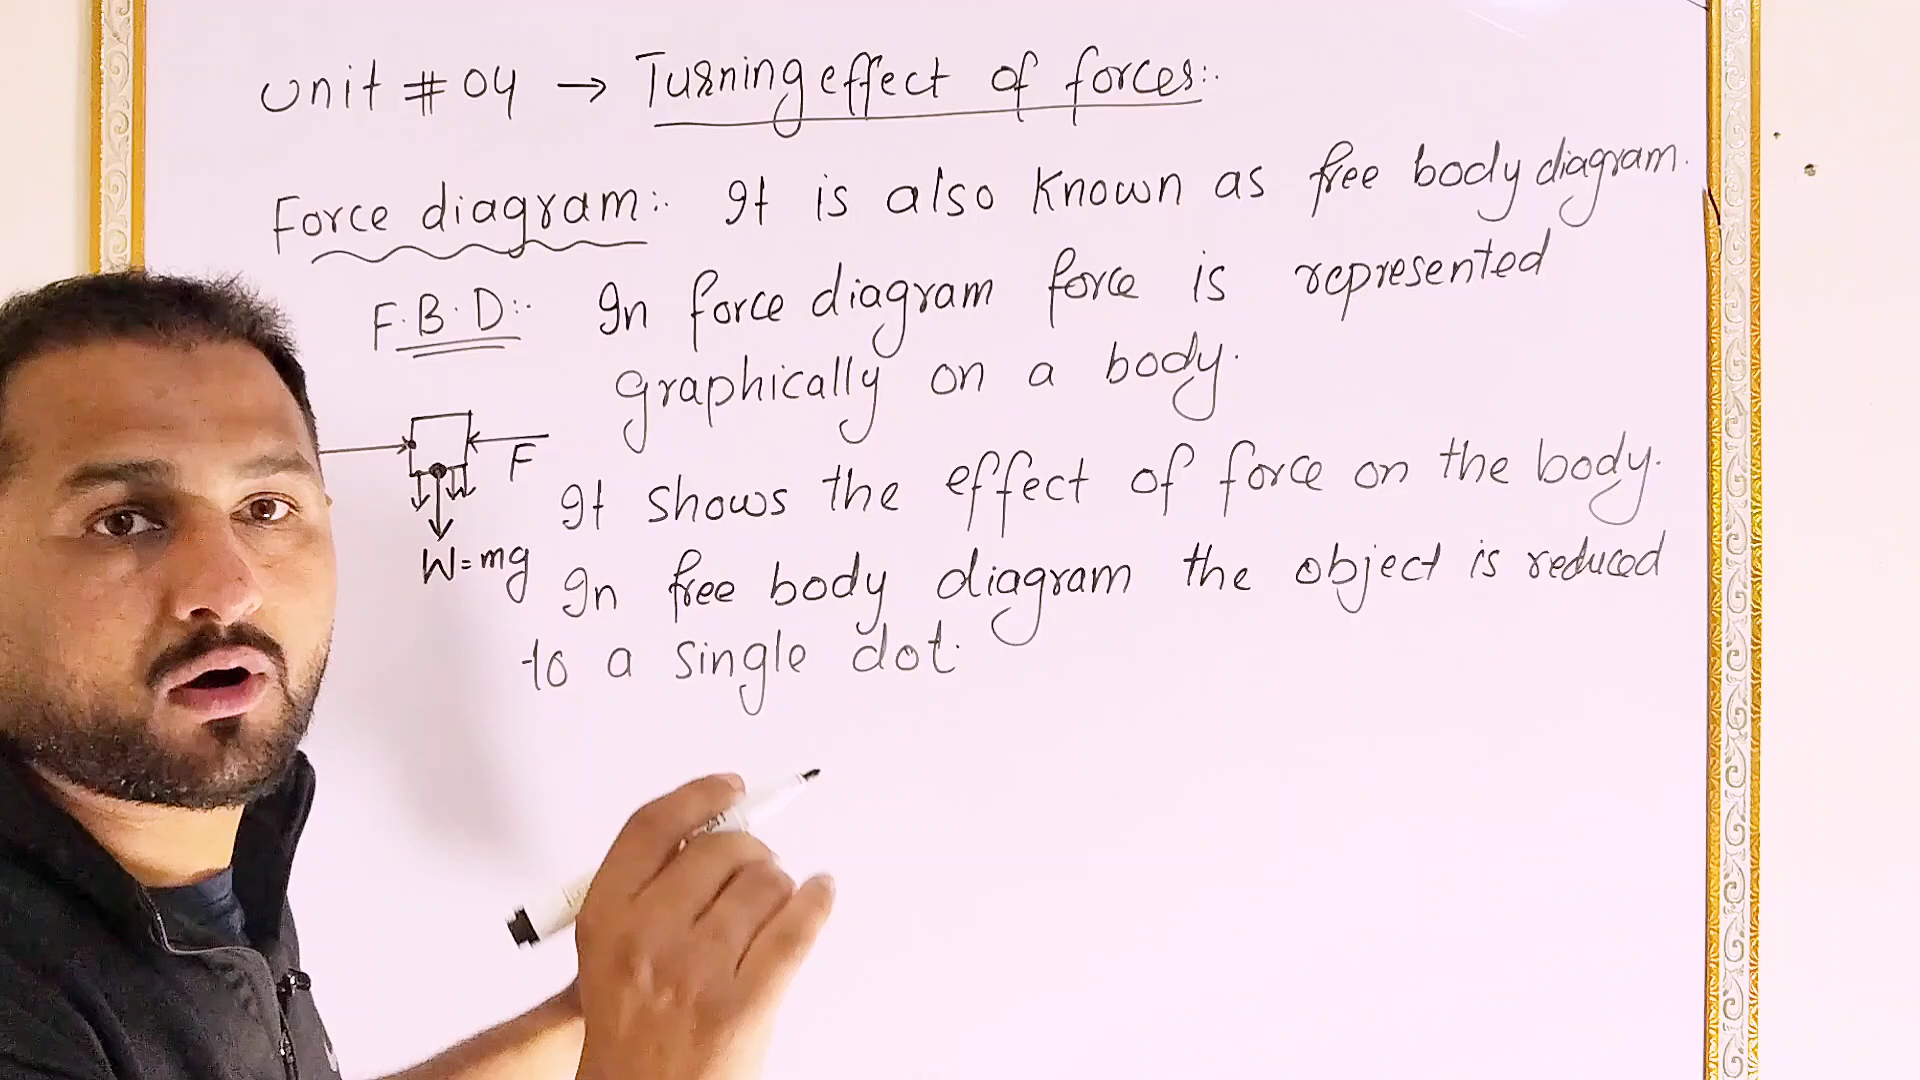 Unit # 04 → Turning effect of forces:.
Force diagram:. It is also known as free body diagram.
F.B.D:. In force diagram force is represented
graphically on a body.
F
It shows the effect of force on the body.
W=mg
In free body diagram the object is reduced
to a single dot.